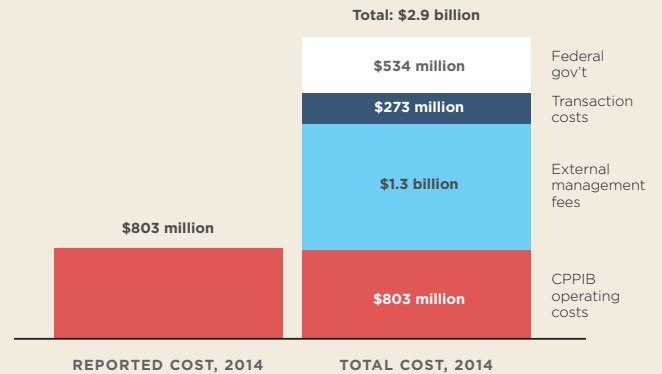 Total: $2.9 billion
$534 million
Federal
gov't
$273 million
Transaction
costs
$1.3 billion
External
management
fees
$803 million
$803 million
CPPIB
operating
costs
REPORTED COST, 2014
TOTAL COST, 2014